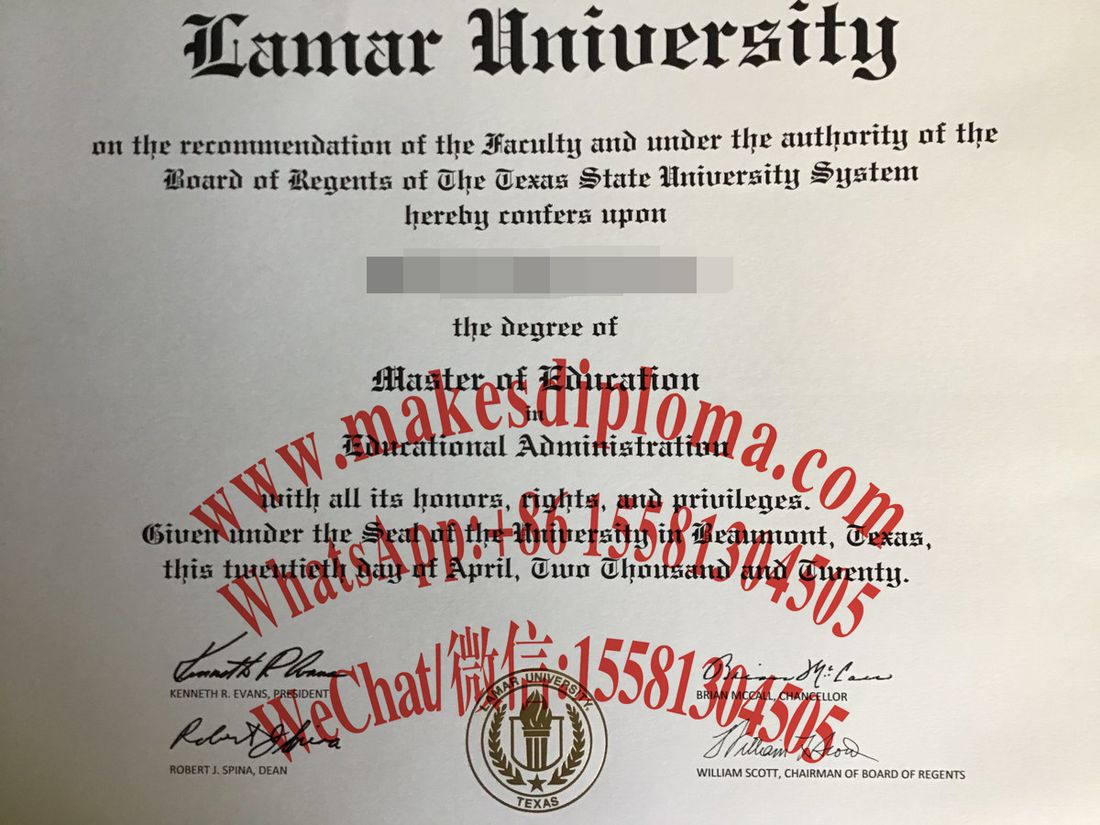 Lamar University
on the recommendation of the Faculty and under the authority of the
Board of Regents of The Texas State University System
hereby confers upon
the degree of
Master of Education
in
Educational Administration
www.makesdiploma.com
with all its honors, rights, and privileges.
Given under the Seal of the University in Beaumont, Texas,
WhatsApp:+86 15581304505
this twentieth day of April, Two Thousand and Twenty.
WeChat/微信:15581304505
KENNETH R. EVANS, PRESIDENT
BRIAN MCCALL, CHANCELLOR
ROBERT J. SPINA, DEAN
WILLIAM SCOTT, CHAIRMAN OF BOARD OF REGENTS
LAMAR UNIVERSITY
TEXAS